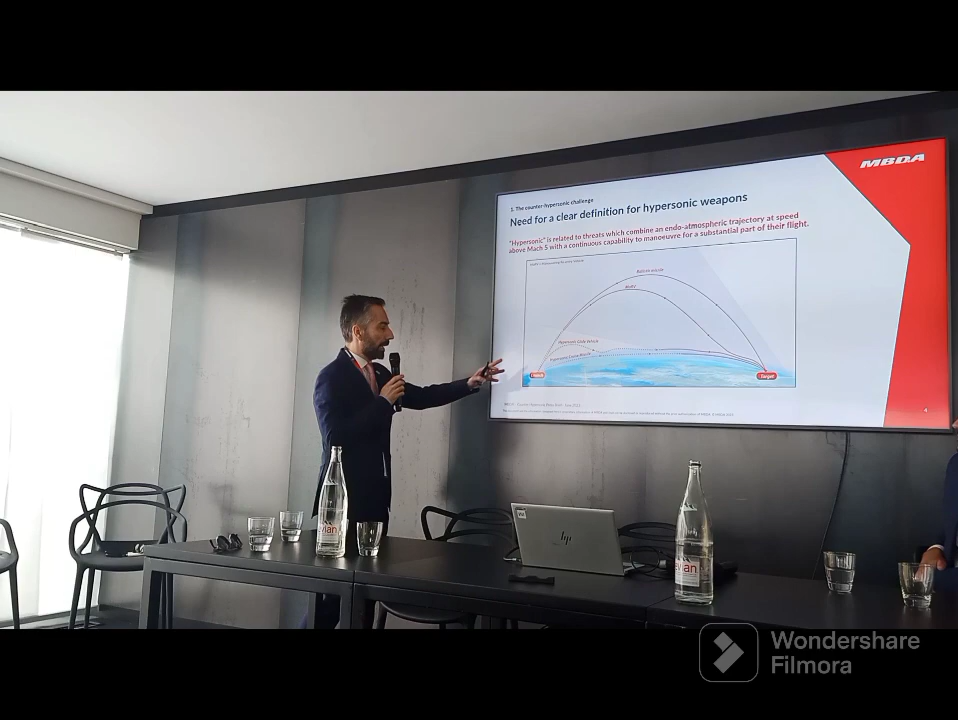 MBDA
1. The counter-hypersonic challenge
Need for a clear definition for hypersonic weapons
"Hypersonic" is related to threats which combine an endo-atmospheric trajectory at speed
above Mach 5 with a continuous capability to manoeuvre for a substantial part of their flight.
Ballistic missile
MaRV
Hypersonic Glide Vehicle
Hypersonic Cruise Missile
Launch
Target
4
hp
evian
evian
Wondershare
Filmora